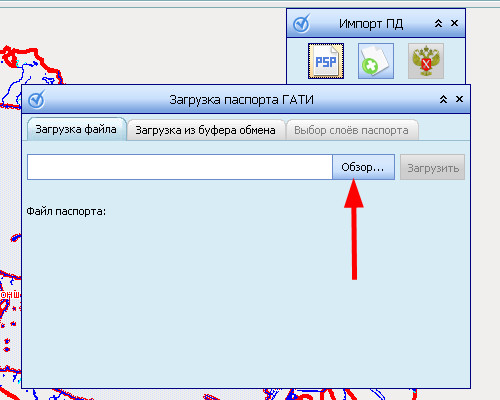 Импорт ПД
PSP
Загрузка паспорта ГАТИ
Загрузка файла
Загрузка из буфера обмена
Выбор слоёв паспорта
Обзор...
Загрузить
Файл паспорта: